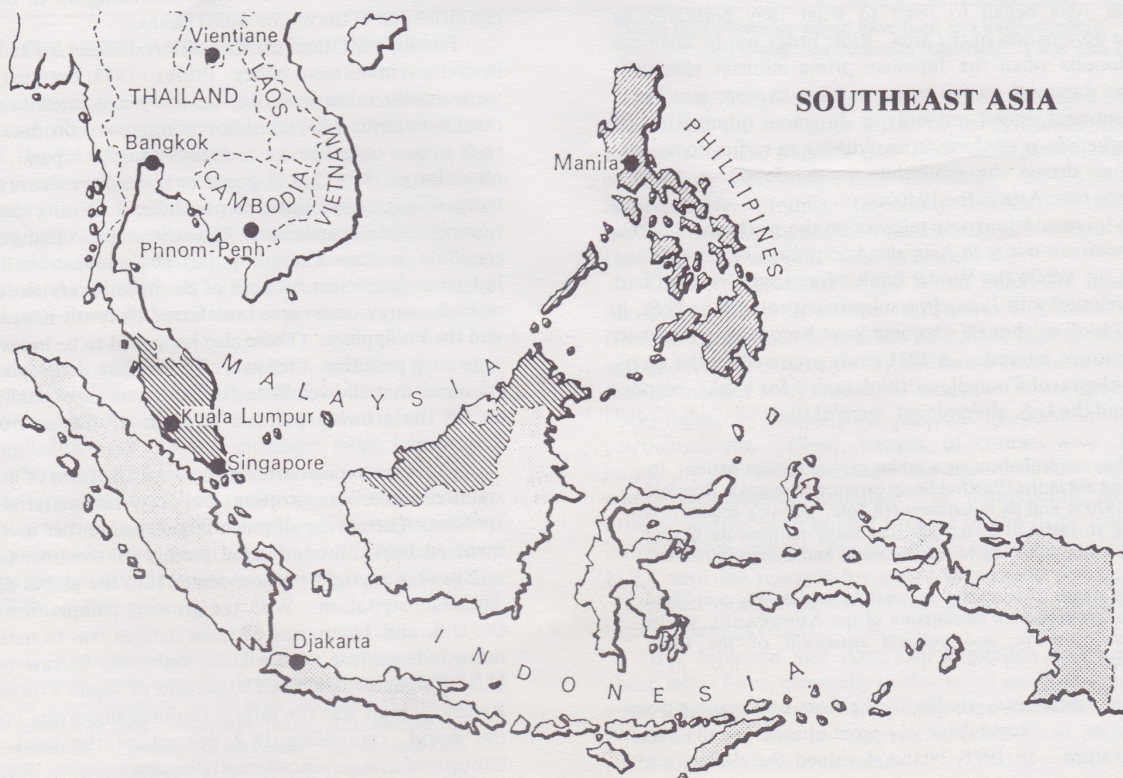 SOUTHEAST ASIA
Vientiane
LAOS
THAILAND
Bangkok
CAMBODIA
VIETNAM
Phnom-Penh
Manila
PHILIPPINES
MALAYSIA
Kuala Lumpur
Singapore
Djakarta
INDONESIA